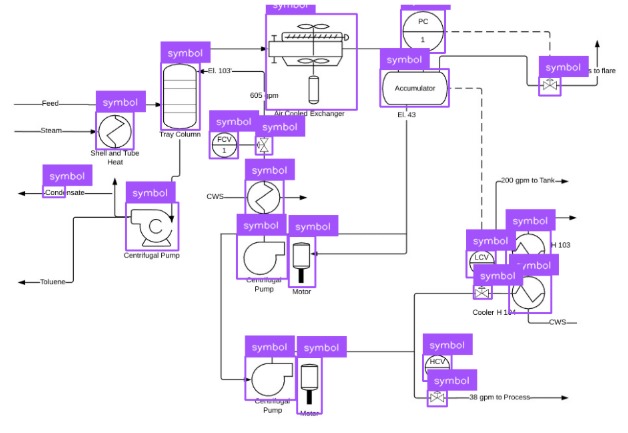 symbol
PC
1
symbol
symbol
symbol
s to flare
El. 103'
Accumulator
605
pm
symbol
Feed
Air Cooled Exchanger
El. 43
symbol
symbol
Steam
Tray Column
FCV
1
Shell and Tube
Heat
symbol
symbol
200 gpm to Tank
Condensate
symbol
CWS
symbol
symbol
symbol
C
symbol
H 103
Centrifugal Pump
LCV
symbol
symbol
Toluene
Centrifugal
Pump
Motor
Cooler H 104
CWS
symbol
symbol
symbol
HCV
symbol
38 gpm to Process
Centrifugal
Pump
Motor